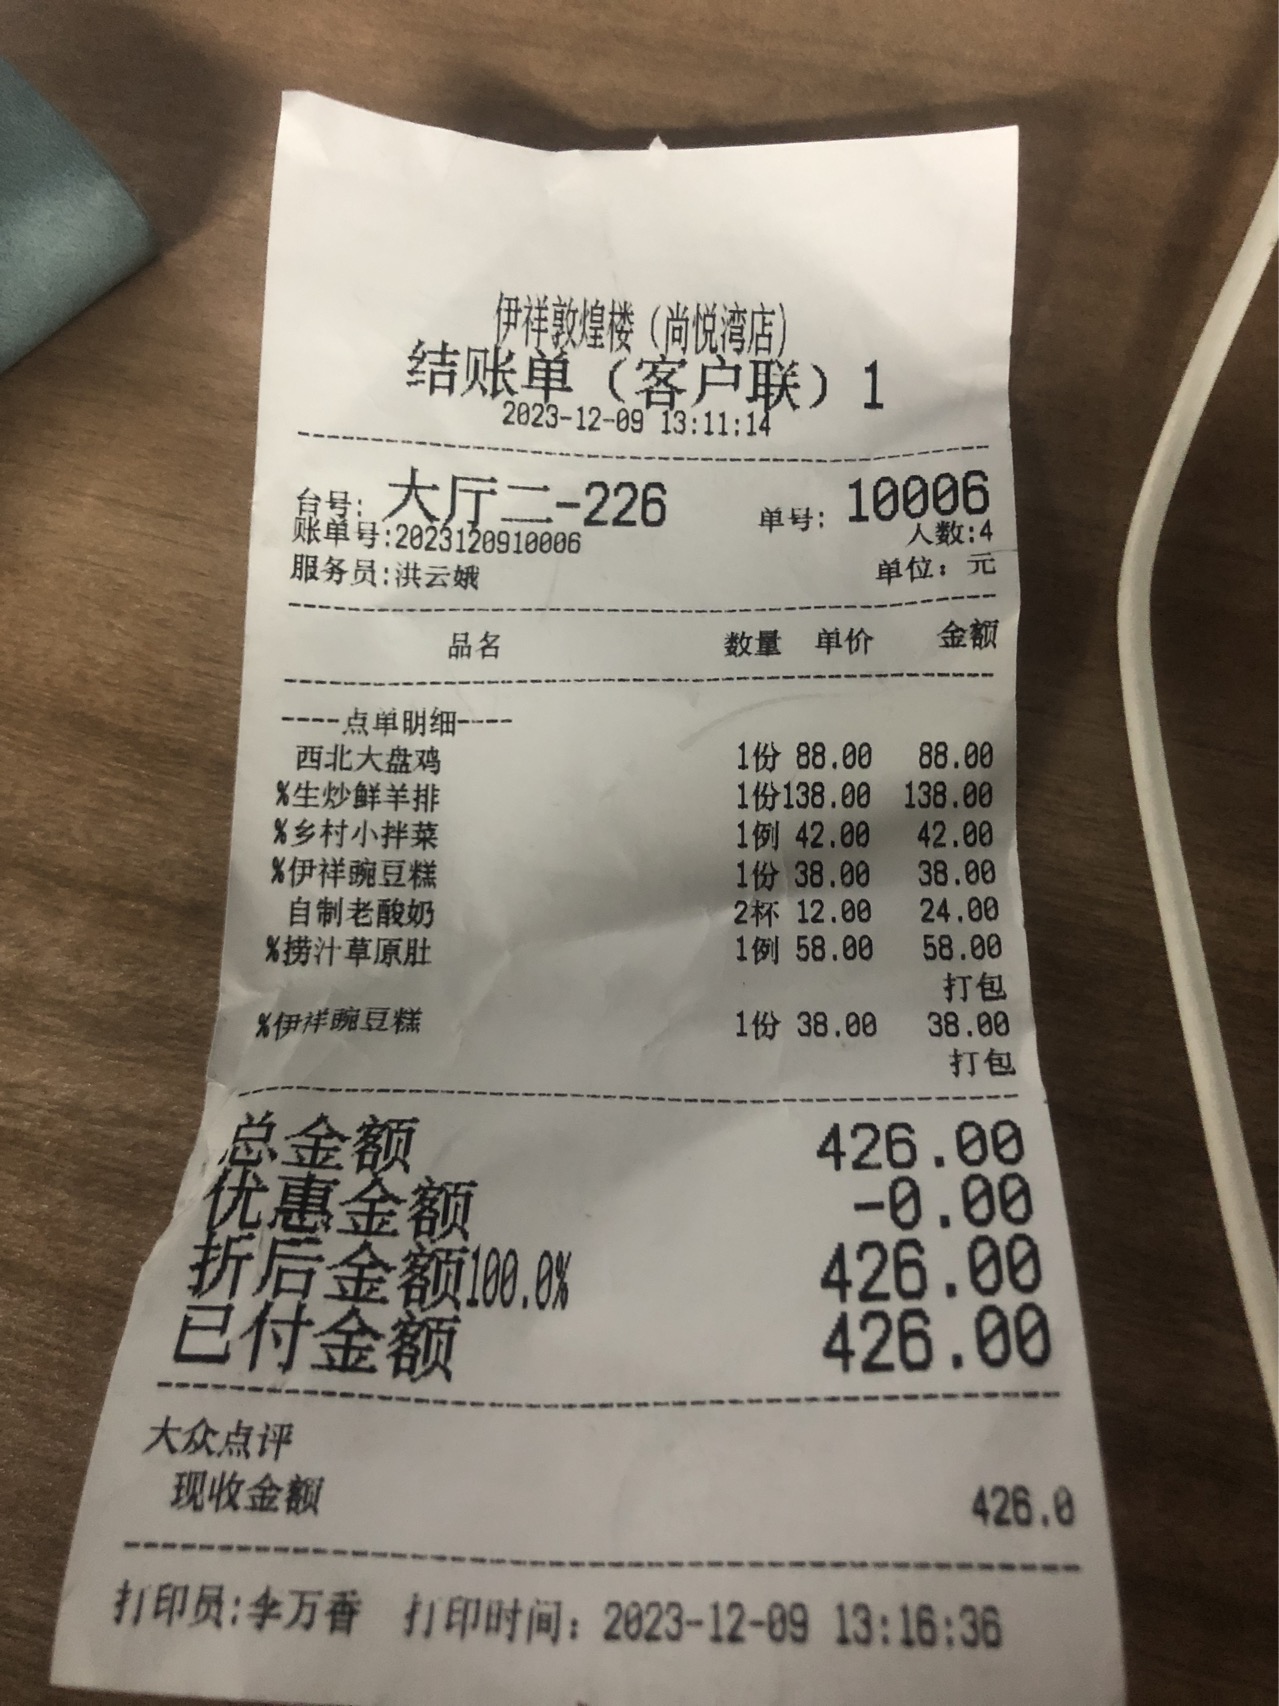 伊祥敦煌楼（尚悦湾店）
结账单（客户联）1
2023-12-09 13:11:14
台号: 大厅二-226 单号: 10006
账单号:2023120910006 人数:4
服务员:洪云娥 单位: 元
品名 数量 单价 金额
----点单明细----
西北大盘鸡 1份 88.00 88.00
%生炒鲜羊排 1份138.00 138.00
%乡村小拌菜 1例 42.00 42.00
%伊祥豌豆糕 1份 38.00 38.00
自制老酸奶 2杯 12.00 24.00
%捞汁草原肚 1例 58.00 58.00
打包
%伊祥豌豆糕 1份 38.00 38.00
打包
总金额 426.00
优惠金额 -0.00
折后金额100.0% 426.00
已付金额 426.00
大众点评
现收金额 426.0
打印员:李万香 打印时间: 2023-12-09 13:16:36